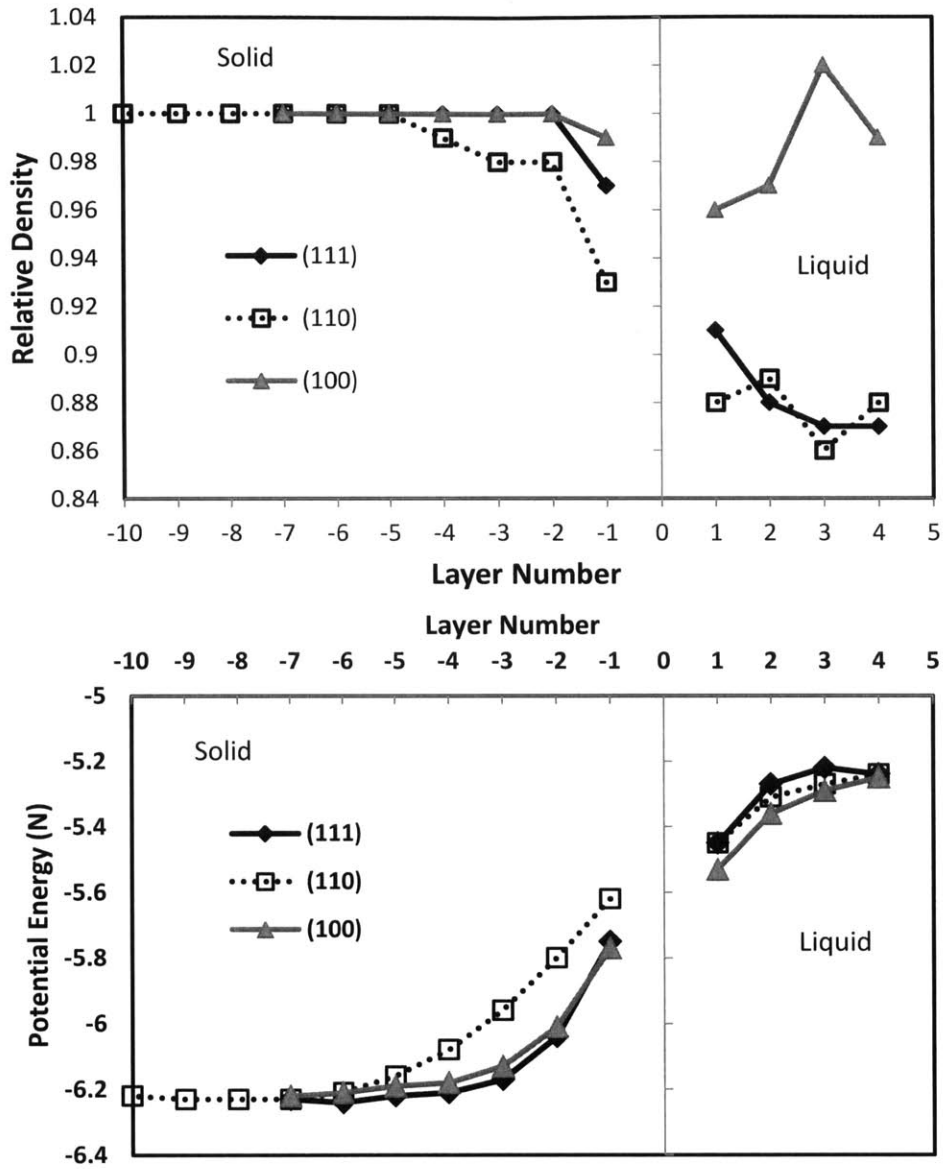 1.04
1.02
1
0.98
0.96
0.94
0.92
0.9
0.88
0.86
0.84
Relative Density
Solid
(111)
(110)
(100)
Liquid
-10 -9 -8 -7 -6 -5 -4 -3 -2 -1 0 1 2 3 4 5
Layer Number
Layer Number
-10 -9 -8 -7 -6 -5 -4 -3 -2 -1 0 1 2 3 4 5
-5
-5.2
-5.4
-5.6
-5.8
-6
-6.2
-6.4
Potential Energy (N)
Solid
(111)
(110)
(100)
Liquid